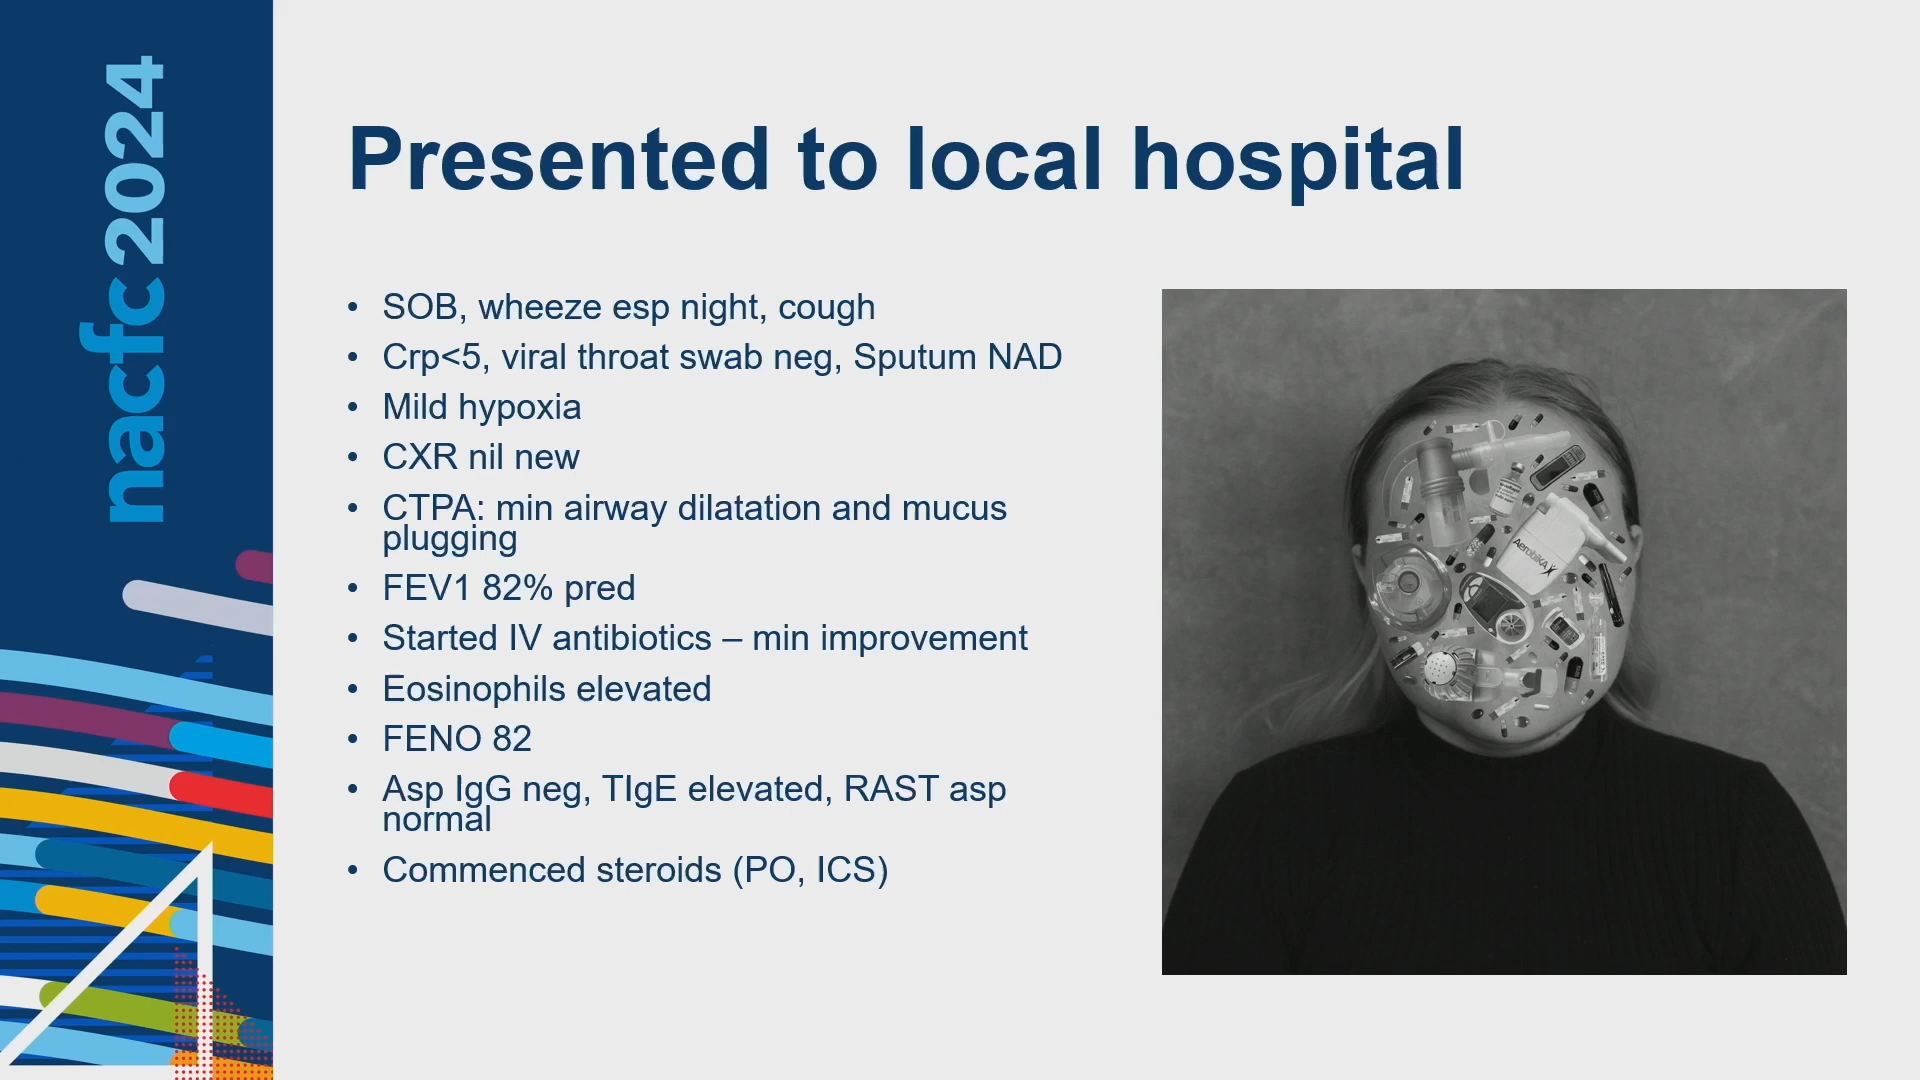 nacfc2024
Presented to local hospital
• SOB, wheeze esp night, cough
• Crp<5, viral throat swab neg, Sputum NAD
• Mild hypoxia
• CXR nil new
• CTPA: min airway dilatation and mucus
plugging
• FEV1 82% pred
• Started IV antibiotics – min improvement
• Eosinophils elevated
• FENO 82
• Asp IgG neg, TIgE elevated, RAST asp
normal
• Commenced steroids (PO, ICS)
AerobiKA